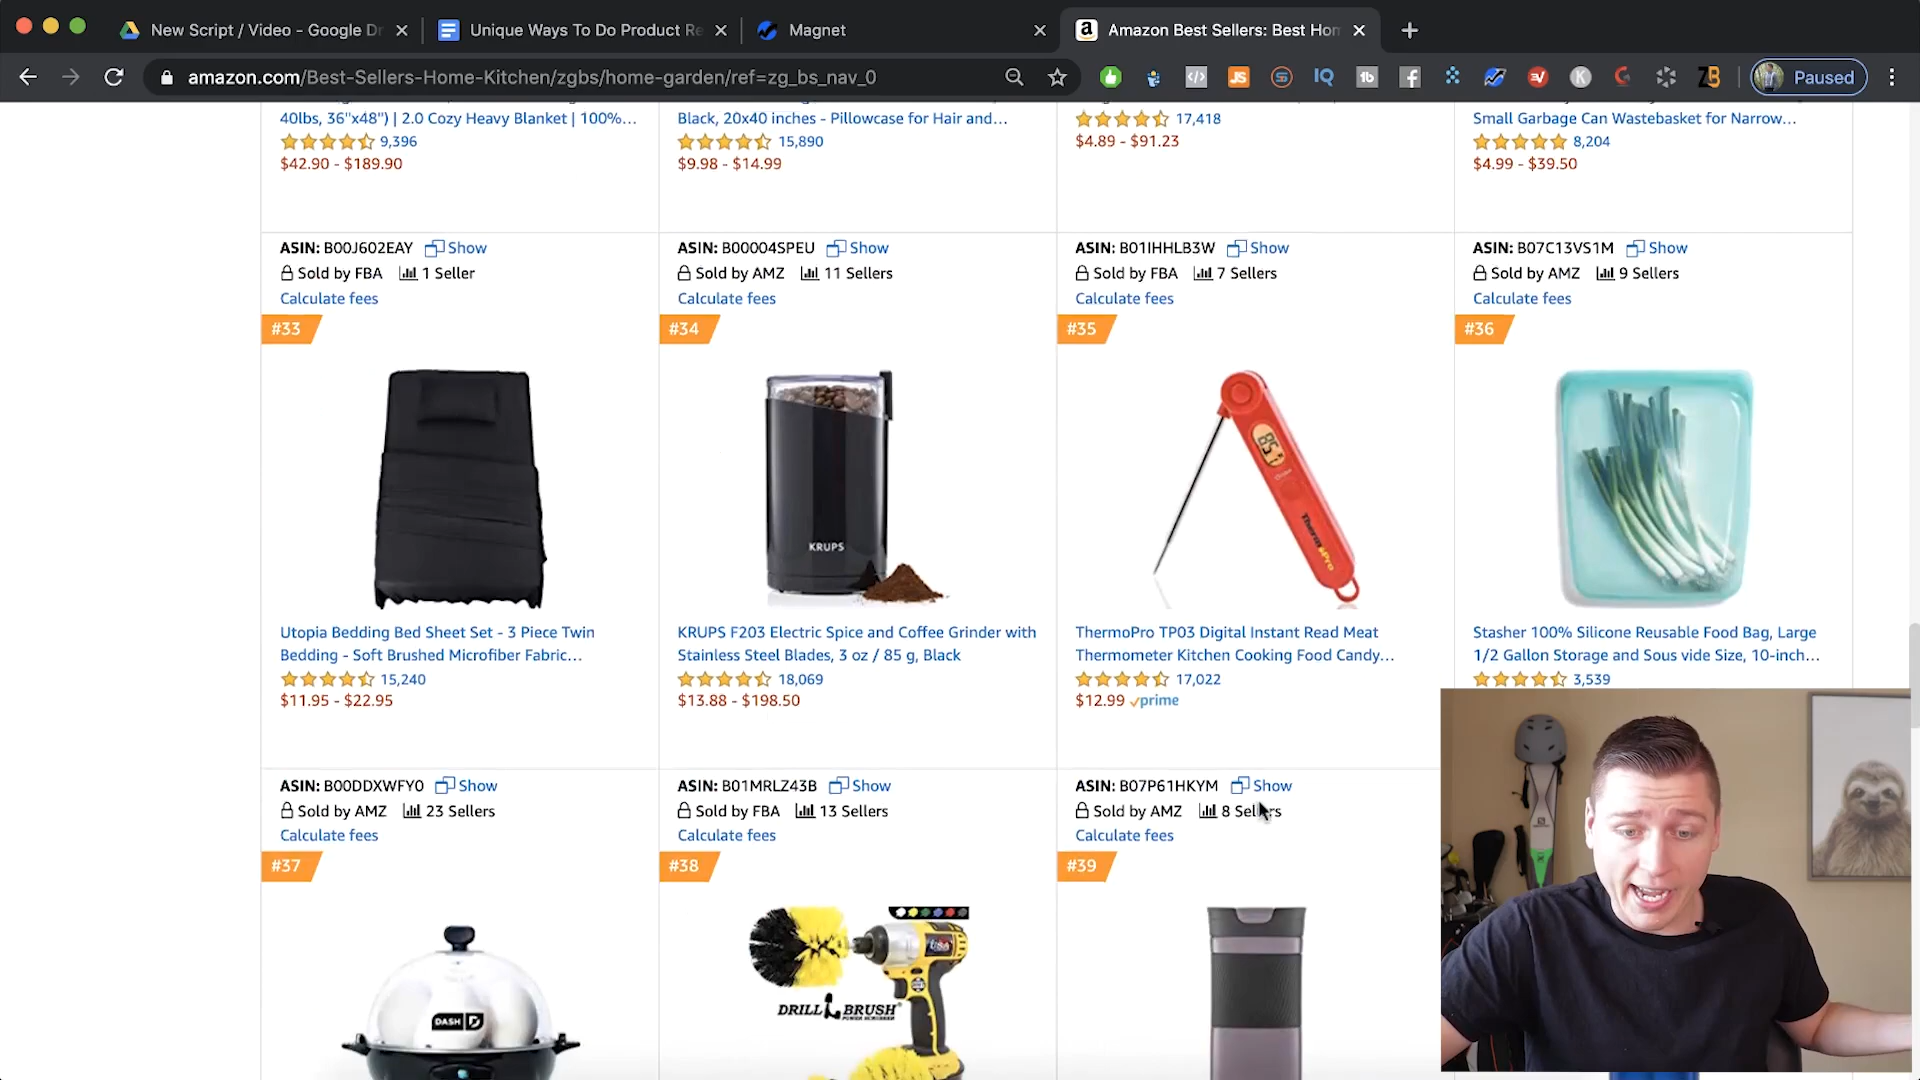 New Script / Video - Google Dr
Unique Ways To Do Product Re
Magnet
Amazon Best Sellers: Best Hom
amazon.com/Best-Sellers-Home-Kitchen/zgbs/home-garden/ref=zg_bs_nav_0
Paused
40lbs, 36"x48") | 2.0 Cozy Heavy Blanket | 100%...
9,396
$42.90 - $189.90
Black, 20x40 inches - Pillowcase for Hair and...
15,890
$9.98 - $14.99
17,418
$4.89 - $91.23
Small Garbage Can Wastebasket for Narrow...
8,204
$4.99 - $39.50
ASIN: B00J602EAY Show
Sold by FBA 1 Seller
Calculate fees
#33
Utopia Bedding Bed Sheet Set - 3 Piece Twin
Bedding - Soft Brushed Microfiber Fabric...
15,240
$11.95 - $22.95
ASIN: B00004SPEU Show
Sold by AMZ 11 Sellers
Calculate fees
#34
KRUPS
KRUPS F203 Electric Spice and Coffee Grinder with
Stainless Steel Blades, 3 oz / 85 g, Black
18,069
$13.88 - $198.50
ASIN: B01IHHLB3W Show
Sold by FBA 7 Sellers
Calculate fees
#35
ThermoPro
ThermoPro TP03 Digital Instant Read Meat
Thermometer Kitchen Cooking Food Candy...
17,022
$12.99 prime
ASIN: B07C13VS1M Show
Sold by AMZ 9 Sellers
Calculate fees
#36
Stasher 100% Silicone Reusable Food Bag, Large
1/2 Gallon Storage and Sous vide Size, 10-inch...
3,539
ASIN: B00DDXWFY0 Show
Sold by AMZ 23 Sellers
Calculate fees
#37
DASH
ASIN: B01MRLZ43B Show
Sold by FBA 13 Sellers
Calculate fees
#38
DRILL BRUSH
POWER SCRUBBER
ASIN: B07P61HKYM Show
Sold by AMZ 8 Sellers
Calculate fees
#39